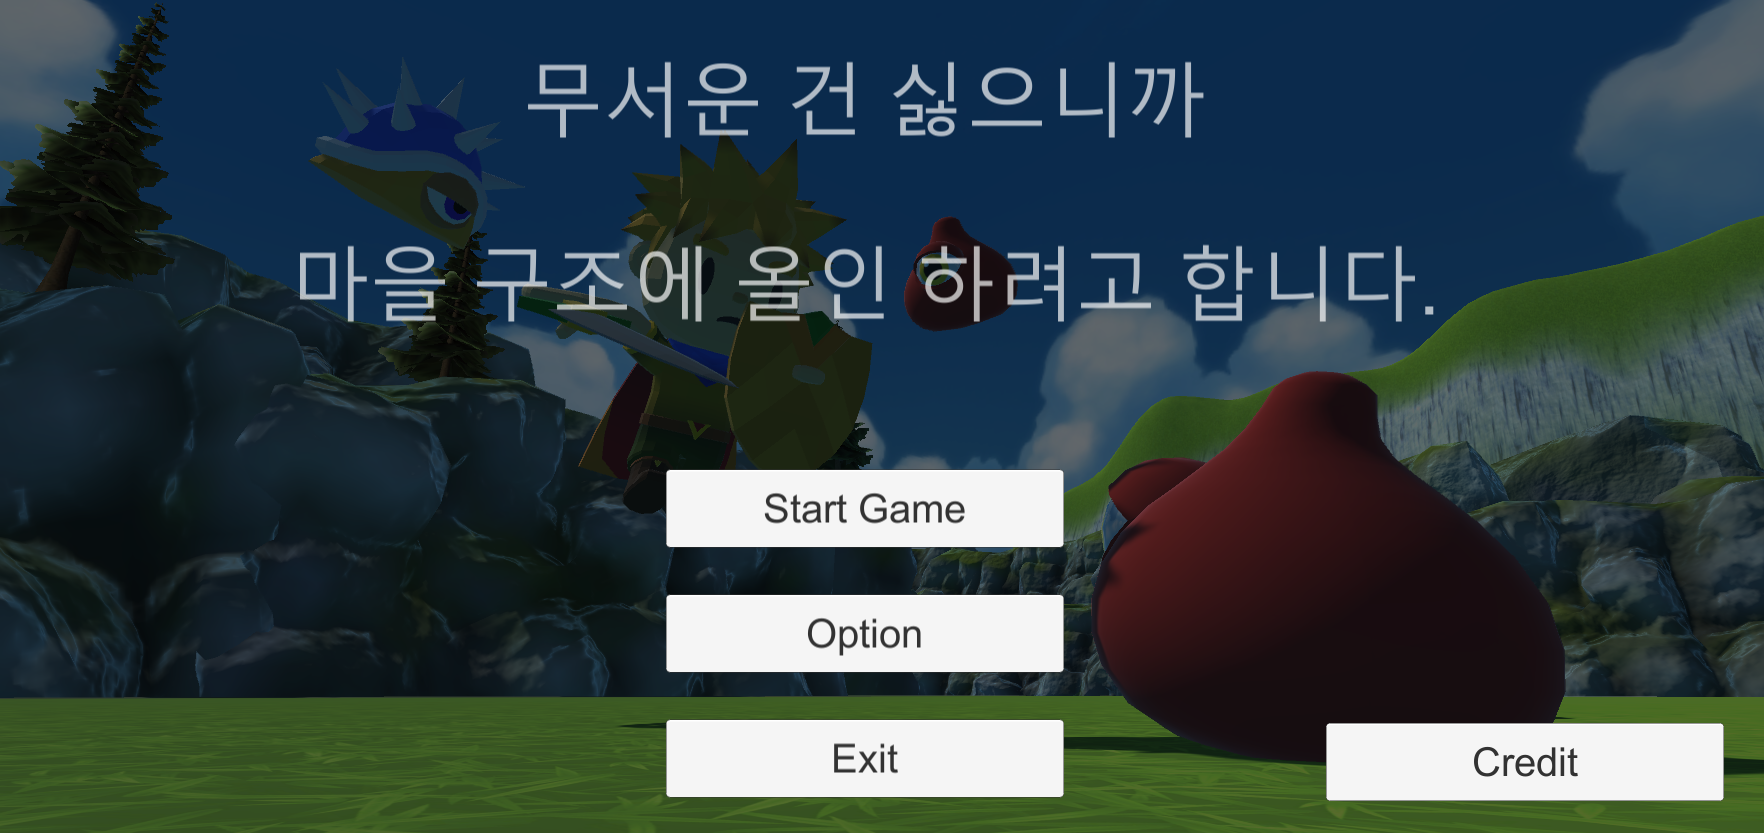 무서운 건 싫으니까
마을 구조에 올인 하려고 합니다.
Start Game
Option
Exit
Credit